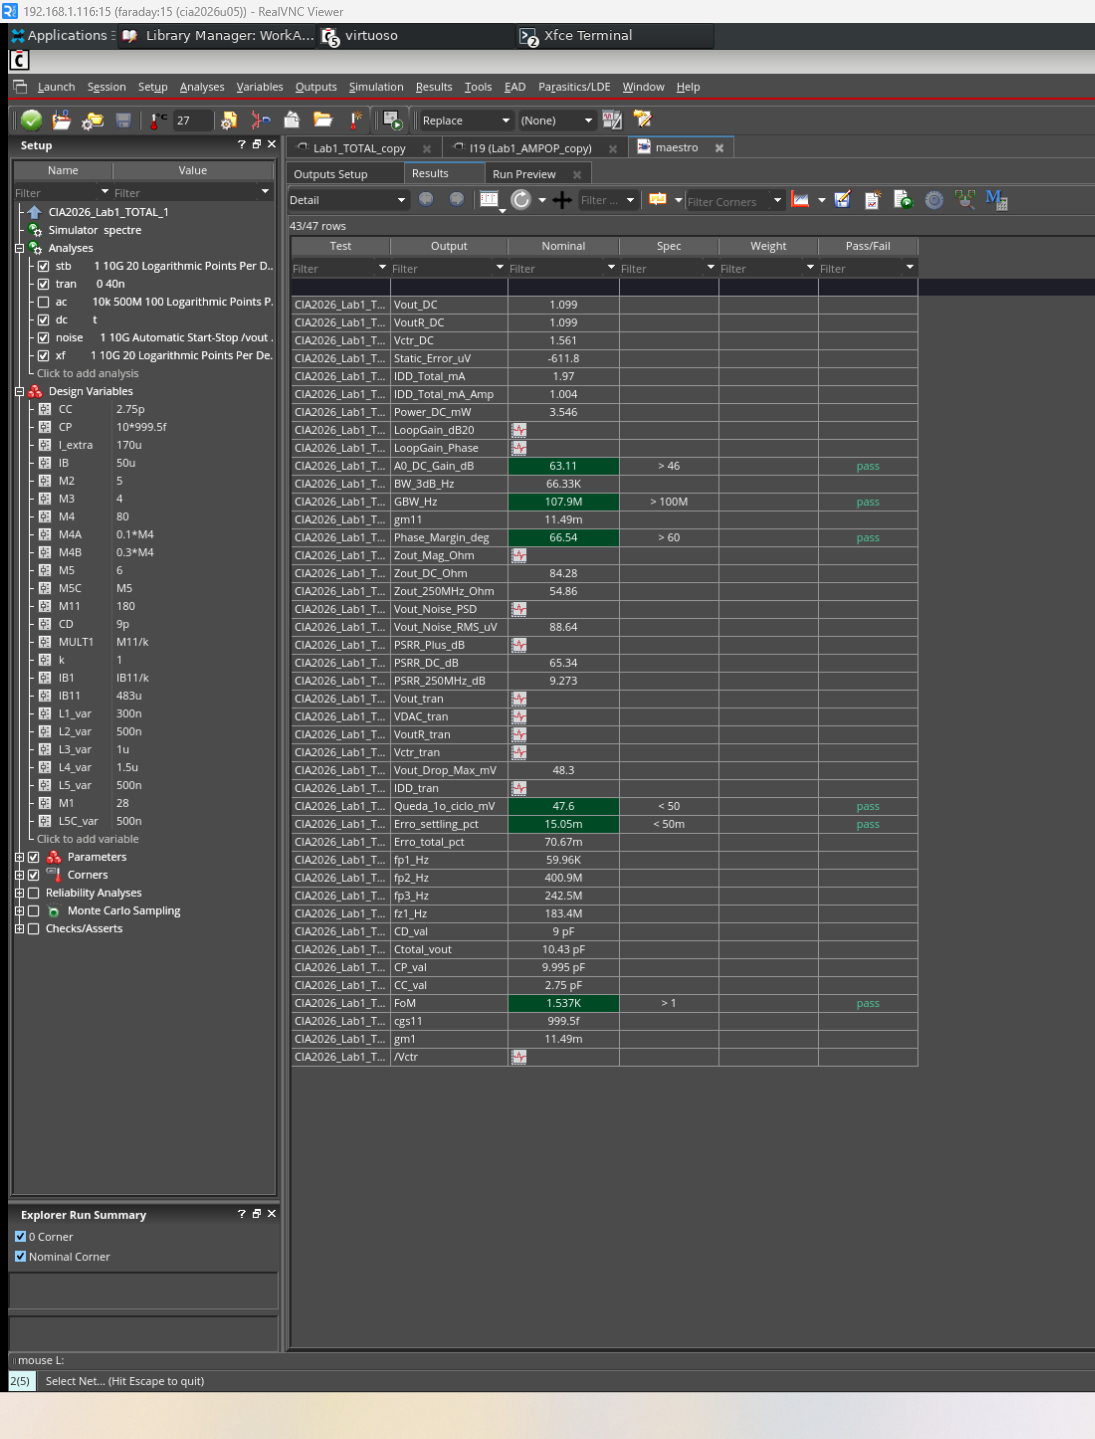 192.168.1.116:15 (faraday:15 (cia2026u05)) - RealVNC Viewer
Applications Library Manager: WorkA... virtuoso Xfce Terminal
Launch Session Setup Analyses Variables Outputs Simulation Results Tools EAD Parasitics/LDE Window Help
27 Replace (None)
Setup
Name Value
Filter Filter
CIA2026_Lab1_TOTAL_1
Simulator spectre
Analyses
stb 1 10G 20 Logarithmic Points Per D..
tran 0 40n
ac 10k 500M 100 Logarithmic Points P.
dc t
noise 1 10G Automatic Start-Stop /vout .
xf 1 10G 20 Logarithmic Points Per De.
Click to add analysis
Design Variables
CC 2.75p
CP 10*999.5f
I_extra 170u
IB 50u
M2 5
M3 4
M4 80
M4A 0.1*M4
M4B 0.3*M4
M5 6
M5C M5
M11 180
CD 9p
MULT1 M11/k
k 1
IB1 IB11/k
IB11 483u
L1_var 300n
L2_var 500n
L3_var 1u
L4_var 1.5u
L5_var 500n
M1 28
L5C_var 500n
Click to add variable
Parameters
Corners
Reliability Analyses
Monte Carlo Sampling
Checks/Asserts
Explorer Run Summary
0 Corner
Nominal Corner
Lab1_TOTAL_copy I19 (Lab1_AMPOP_copy) maestro
Outputs Setup Results Run Preview
Detail Filter ... Filter Corners
43/47 rows
Test Output Nominal Spec Weight Pass/Fail
Filter Filter Filter Filter Filter Filter
CIA2026_Lab1_T... Vout_DC 1.099
CIA2026_Lab1_T... VoutR_DC 1.099
CIA2026_Lab1_T... Vctr_DC 1.561
CIA2026_Lab1_T... Static_Error_uV -611.8
CIA2026_Lab1_T... IDD_Total_mA 1.97
CIA2026_Lab1_T... IDD_Total_mA_Amp 1.004
CIA2026_Lab1_T... Power_DC_mW 3.546
CIA2026_Lab1_T... LoopGain_dB20
CIA2026_Lab1_T... LoopGain_Phase
CIA2026_Lab1_T... A0_DC_Gain_dB 63.11 > 46 pass
CIA2026_Lab1_T... BW_3dB_Hz 66.33K
CIA2026_Lab1_T... GBW_Hz 107.9M > 100M pass
CIA2026_Lab1_T... gm11 11.49m
CIA2026_Lab1_T... Phase_Margin_deg 66.54 > 60 pass
CIA2026_Lab1_T... Zout_Mag_Ohm
CIA2026_Lab1_T... Zout_DC_Ohm 84.28
CIA2026_Lab1_T... Zout_250MHz_Ohm 54.86
CIA2026_Lab1_T... Vout_Noise_PSD
CIA2026_Lab1_T... Vout_Noise_RMS_uV 88.64
CIA2026_Lab1_T... PSRR_Plus_dB
CIA2026_Lab1_T... PSRR_DC_dB 65.34
CIA2026_Lab1_T... PSRR_250MHz_dB 9.273
CIA2026_Lab1_T... Vout_tran
CIA2026_Lab1_T... VDAC_tran
CIA2026_Lab1_T... VoutR_tran
CIA2026_Lab1_T... Vctr_tran
CIA2026_Lab1_T... Vout_Drop_Max_mV 48.3
CIA2026_Lab1_T... IDD_tran
CIA2026_Lab1_T... Queda_1o_ciclo_mV 47.6 < 50 pass
CIA2026_Lab1_T... Erro_settling_pct 15.05m < 50m pass
CIA2026_Lab1_T... Erro_total_pct 70.67m
CIA2026_Lab1_T... fp1_Hz 59.96K
CIA2026_Lab1_T... fp2_Hz 400.9M
CIA2026_Lab1_T... fp3_Hz 242.5M
CIA2026_Lab1_T... fz1_Hz 183.4M
CIA2026_Lab1_T... CD_val 9 pF
CIA2026_Lab1_T... Ctotal_vout 10.43 pF
CIA2026_Lab1_T... CP_val 9.995 pF
CIA2026_Lab1_T... CC_val 2.75 pF
CIA2026_Lab1_T... FoM 1.537K > 1 pass
CIA2026_Lab1_T... cgs11 999.5f
CIA2026_Lab1_T... gm1 11.49m
CIA2026_Lab1_T... /Vctr
mouse L:
2(5) Select Net... (Hit Escape to quit)